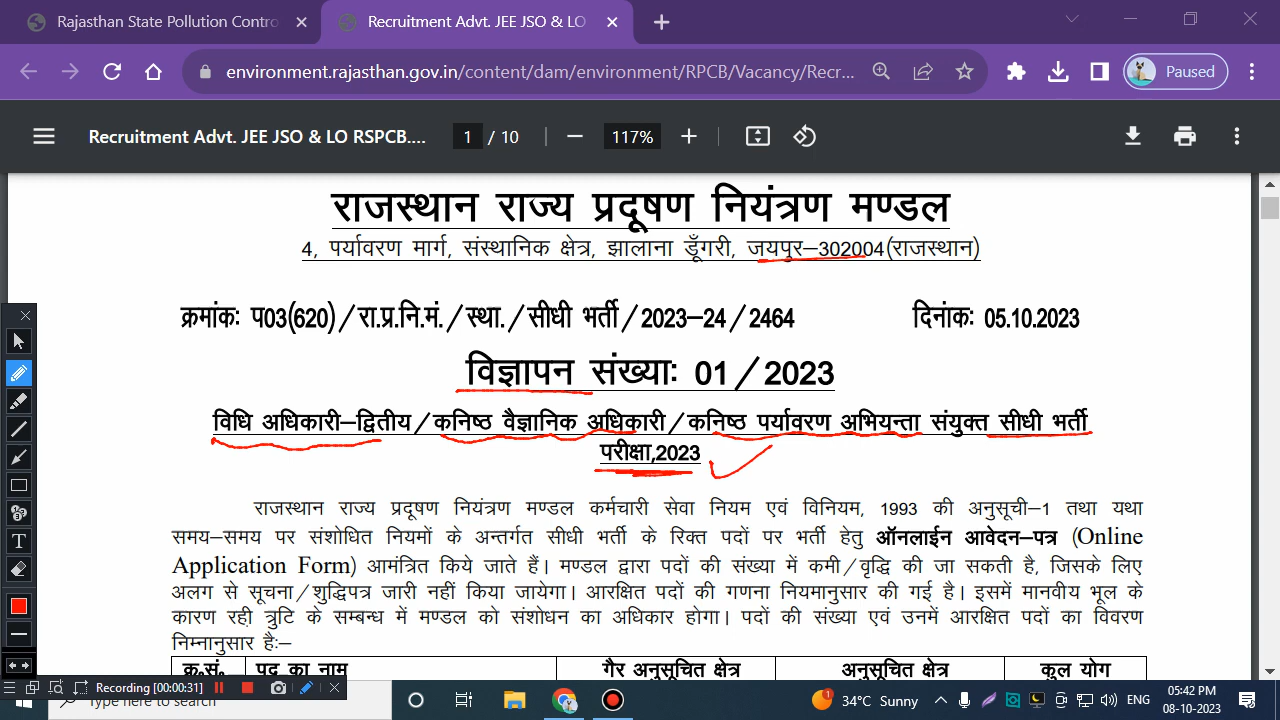 Rajasthan State Pollution Contro
Recruitment Advt. JEE JSO & LO
environment.rajasthan.gov.in/content/dam/environment/RPCB/Vacancy/Recr...
Paused
Recruitment Advt. JEE JSO & LO RSPCB....
1 / 10
117%
राजस्थान राज्य प्रदूषण नियंत्रण मण्डल
4, पर्यावरण मार्ग, संस्थानिक क्षेत्र, झालाना डूँगरी, जयपुर–302004(राजस्थान)
क्रमांकः प03(620)/रा.प्र.नि.मं./स्था./सीधी भर्ती/2023–24/2464 दिनांकः 05.10.2023
विज्ञापन संख्याः 01/2023
विधि अधिकारी–द्वितीय/कनिष्ठ वैज्ञानिक अधिकारी/कनिष्ठ पर्यावरण अभियन्ता संयुक्त सीधी भर्ती
परीक्षा,2023
राजस्थान राज्य प्रदूषण नियंत्रण मण्डल कर्मचारी सेवा नियम एवं विनियम, 1993 की अनुसूची–1 तथा यथा
समय–समय पर संशोधित नियमों के अन्तर्गत सीधी भर्ती के रिक्त पदों पर भर्ती हेतु ऑनलाईन आवेदन–पत्र (Online
Application Form) आमंत्रित किये जाते हैं। मण्डल द्वारा पदों की संख्या में कमी/वृद्धि की जा सकती है, जिसके लिए
अलग से सूचना/शुद्धिपत्र जारी नहीं किया जायेगा। आरक्षित पदों की गणना नियमानुसार की गई है। इसमें मानवीय भूल के
कारण रही त्रुटि के सम्बन्ध में मण्डल को संशोधन का अधिकार होगा। पदों की संख्या एवं उनमें आरक्षित पदों का विवरण
निम्नानुसार हैः–
क्र.सं. पद का नाम गैर अनुसूचित क्षेत्र अनुसूचित क्षेत्र कुल योग
T
Recording [00:00:31]
Type here to search
1
34°C Sunny
ENG
05:42 PM
08-10-2023